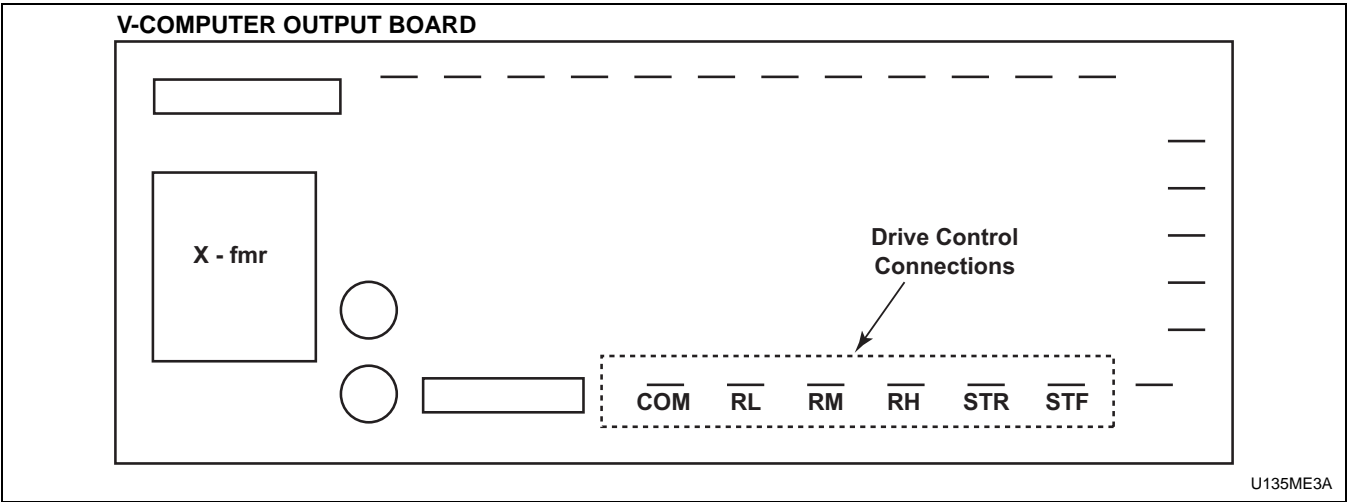 V-COMPUTER OUTPUT BOARD
X - fmr
Drive Control
Connections
COM RL RM RH STR STF
U135ME3A